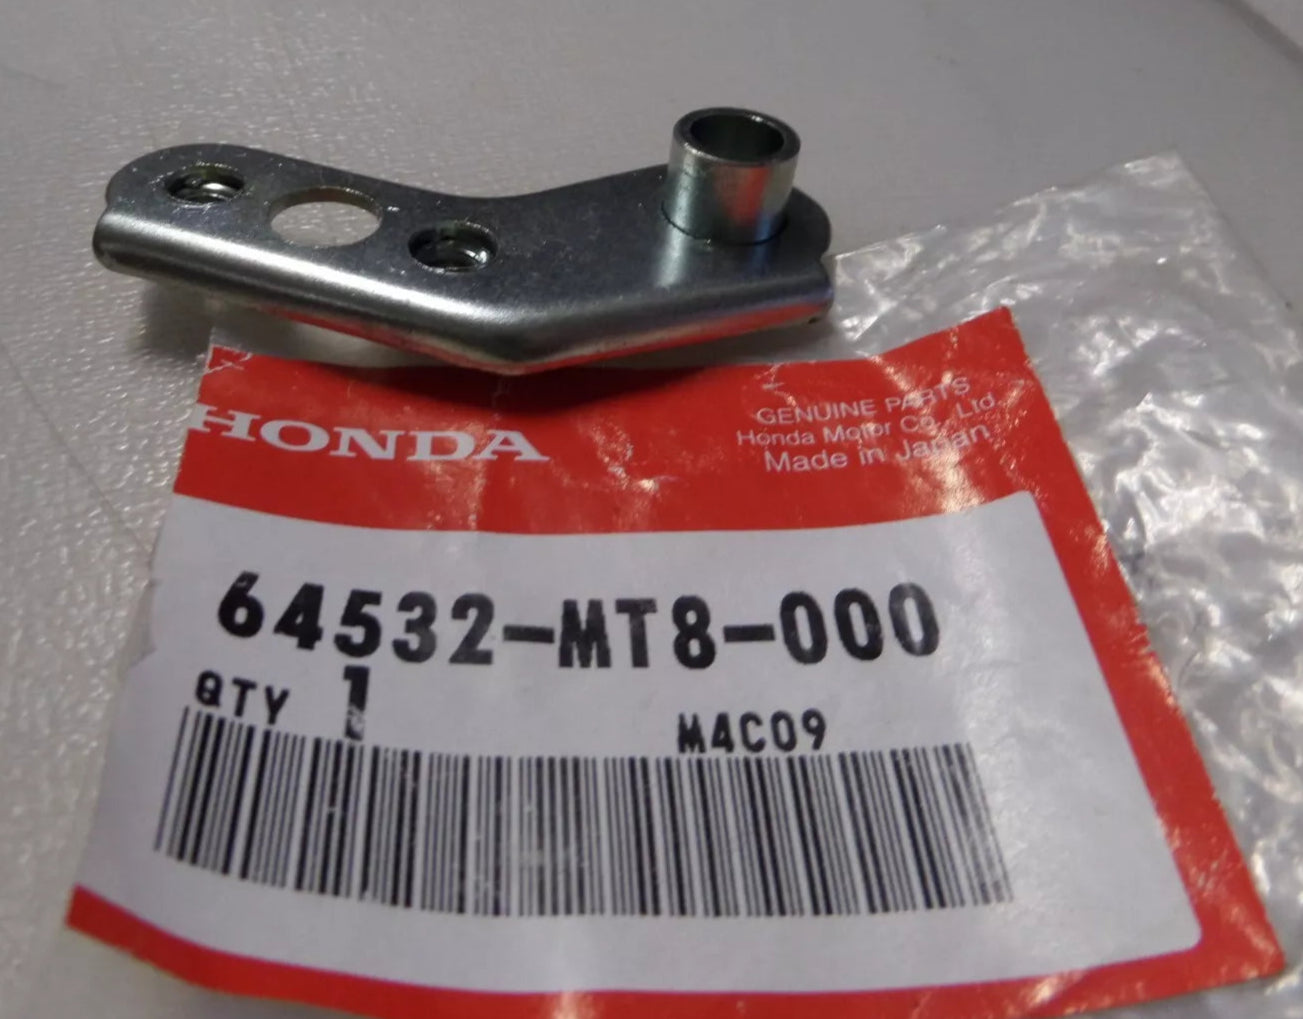 HONDA
GENUINE PARTS
Honda Motor Co., Ltd.
Made in Japan
64532-MT8-000
QTY 1
M4C09